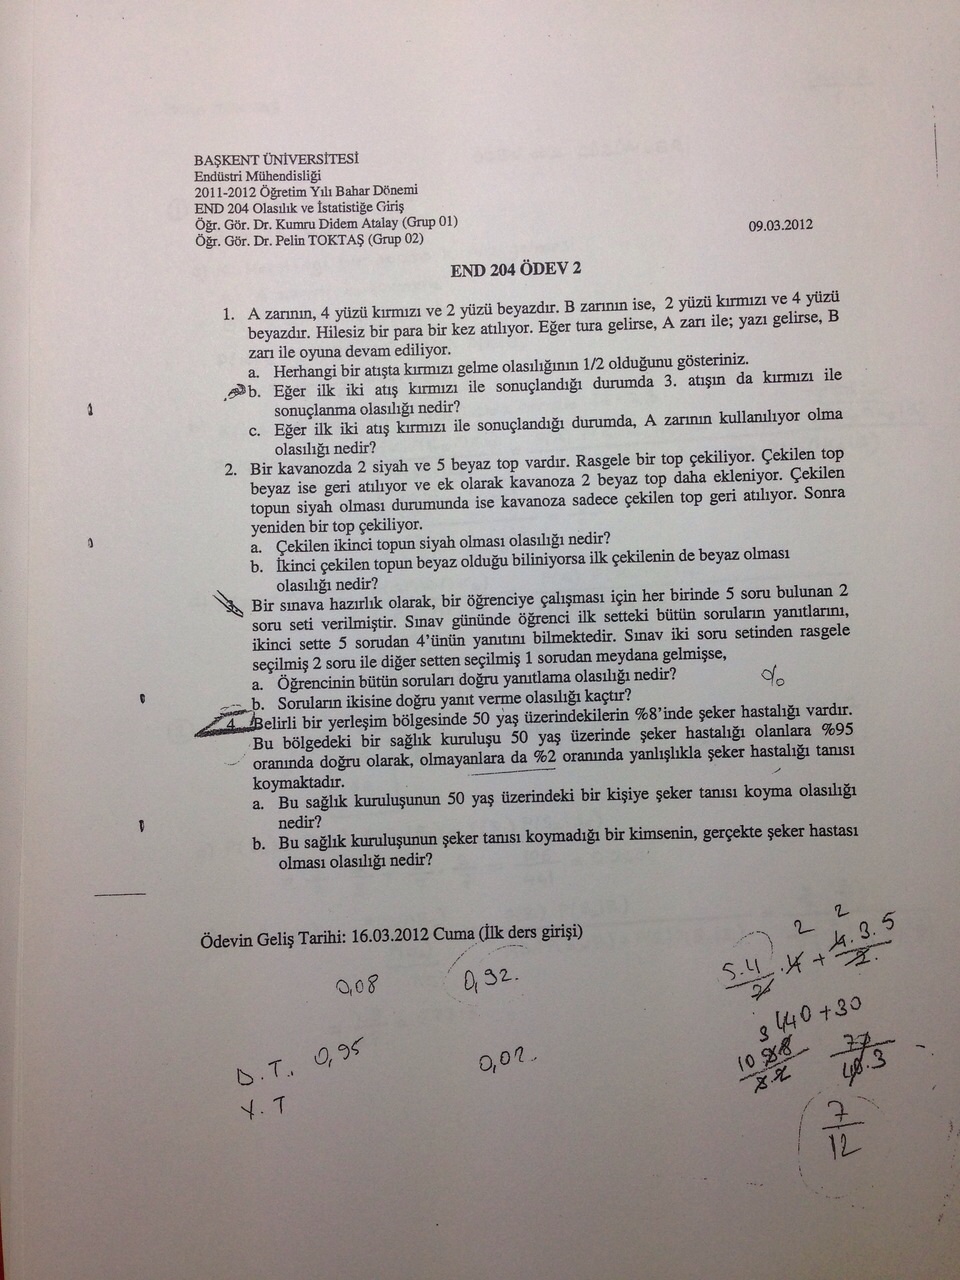 BAŞKENT ÜNİVERSİTESİ
Endüstri Mühendisliği
2011-2012 Öğretim Yılı Bahar Dönemi
END 204 Olasılık ve İstatistiğe Giriş
Öğr. Gör. Dr. Kumru Didem Atalay (Grup 01)
Öğr. Gör. Dr. Pelin TOKTAŞ (Grup 02)
09.03.2012
END 204 ÖDEV 2
1. A zarının, 4 yüzü kırmızı ve 2 yüzü beyazdır. B zarının ise, 2 yüzü kırmızı ve 4 yüzü
beyazdır. Hilesiz bir para bir kez atılıyor. Eğer tura gelirse, A zarı ile; yazı gelirse, B
zarı ile oyuna devam ediliyor.
a. Herhangi bir atışta kırmızı gelme olasılığının 1/2 olduğunu gösteriniz.
b. Eğer ilk iki atış kırmızı ile sonuçlandığı durumda 3. atışın da kırmızı ile
sonuçlanma olasılığı nedir?
c. Eğer ilk iki atış kırmızı ile sonuçlandığı durumda, A zarının kullanılıyor olma
olasılığı nedir?
2. Bir kavanozda 2 siyah ve 5 beyaz top vardır. Rasgele bir top çekiliyor. Çekilen top
beyaz ise geri atılıyor ve ek olarak kavanoza 2 beyaz top daha ekleniyor. Çekilen
topun siyah olması durumunda ise kavanoza sadece çekilen top geri atılıyor. Sonra
yeniden bir top çekiliyor.
a. Çekilen ikinci topun siyah olması olasılığı nedir?
b. İkinci çekilen topun beyaz olduğu biliniyorsa ilk çekilenin de beyaz olması
olasılığı nedir?
Bir sınava hazırlık olarak, bir öğrenciye çalışması için her birinde 5 soru bulunan 2
soru seti verilmiştir. Sınav gününde öğrenci ilk setteki bütün soruların yanıtlarını,
ikinci sette 5 sorudan 4'ünün yanıtını bilmektedir. Sınav iki soru setinden rasgele
seçilmiş 2 soru ile diğer setten seçilmiş 1 sorudan meydana gelmişse,
a. Öğrencinin bütün soruları doğru yanıtlama olasılığı nedir?
%
b. Soruların ikisine doğru yanıt verme olasılığı kaçtır?
4. Belirli bir yerleşim bölgesinde 50 yaş üzerindekilerin %8'inde şeker hastalığı vardır.
Bu bölgedeki bir sağlık kuruluşu 50 yaş üzerinde şeker hastalığı olanlara %95
oranında doğru olarak, olmayanlara da %2 oranında yanlışlıkla şeker hastalığı tanısı
koymaktadır.
a. Bu sağlık kuruluşunun 50 yaş üzerindeki bir kişiye şeker tanısı koyma olasılığı
nedir?
b. Bu sağlık kuruluşunun şeker tanısı koymadığı bir kimsenin, gerçekte şeker hastası
olması olasılığı nedir?
Ödevin Geliş Tarihi: 16.03.2012 Cuma (İlk ders girişi)
2 2
5.4 .4 + 4.3.5
2 2
0,08 0,92.
40+30
D.T. 0,95 0,02
Y.T
7
12